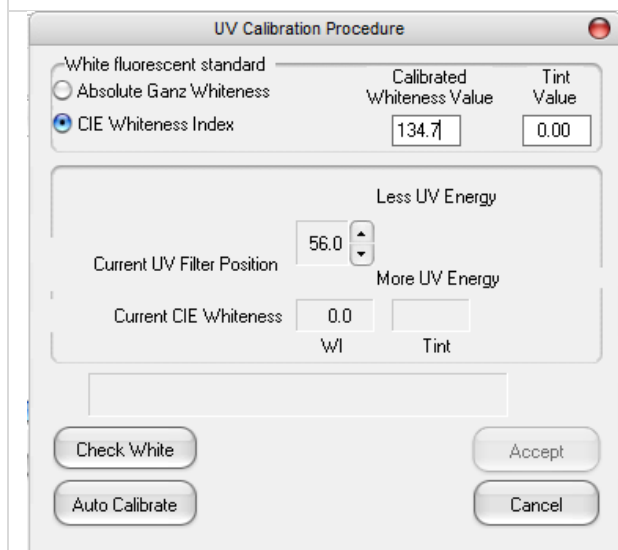 UV Calibration Procedure
White fluorescent standard
Absolute Ganz Whiteness
CIE Whiteness Index
Calibrated
Whiteness Value
Tint
Value
134.7
0.00
Less UV Energy
Current UV Filter Position
56.0
More UV Energy
Current CIE Whiteness
0.0
WI
Tint
Check White
Accept
Auto Calibrate
Cancel